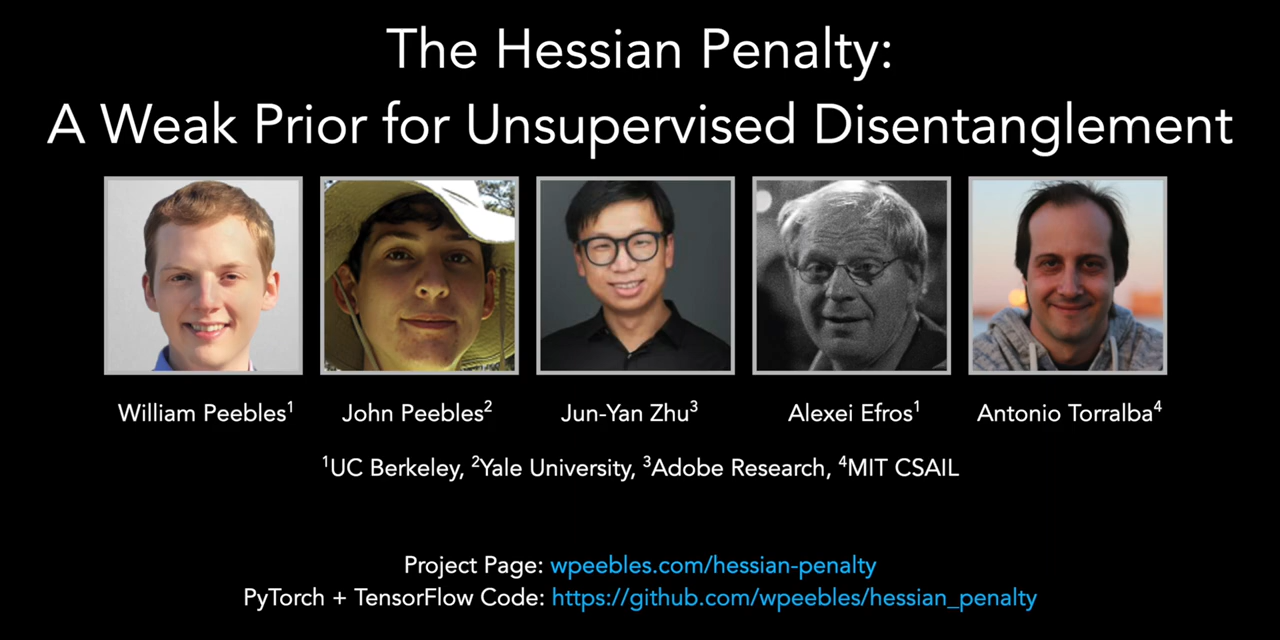 The Hessian Penalty:
A Weak Prior for Unsupervised Disentanglement
William Peebles¹ John Peebles² Jun-Yan Zhu³ Alexei Efros¹ Antonio Torralba⁴
¹UC Berkeley, ²Yale University, ³Adobe Research, ⁴MIT CSAIL
Project Page: wpeebles.com/hessian-penalty
PyTorch + TensorFlow Code: https://github.com/wpeebles/hessian_penalty